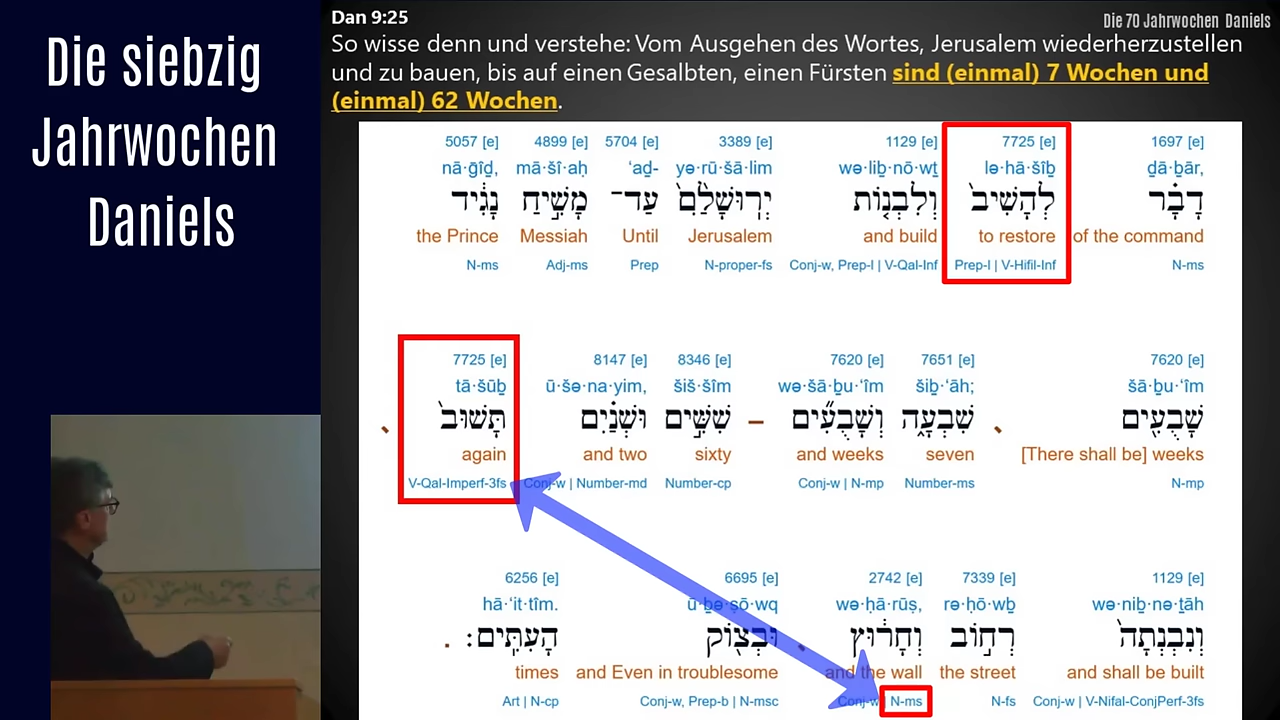 Die siebzig
Jahrwochen
Daniels
Dan 9:25
Die 70 Jahrwochen Daniels
So wisse denn und verstehe: Vom Ausgehen des Wortes, Jerusalem wiederherzustellen
und zu bauen, bis auf einen Gesalbten, einen Fürsten sind (einmal) 7 Wochen und
(einmal) 62 Wochen.
5057 [e] 4899 [e] 5704 [e] 3389 [e] 1129 [e] 7725 [e] 1697 [e]
nā·ḡîḏ, mā·šî·aḥ ‘aḏ- yə·rū·šā·lim wə·liḇ·nō·wṯ lə·hā·šîḇ ḏā·ḇār,
דָבָ֗ר לְהָשִׁיב֙ וְלִבְנ֤וֹת יְרֽוּשָׁלִַ֙ם֙ עַד־ מָשִׁ֣יחַ נָגִ֔יד
the Prince Messiah Until Jerusalem and build to restore of the command
N-ms Adj-ms Prep N-proper-fs Conj-w, Prep-l | V-Qal-Inf Prep-l | V-Hifil-Inf N-ms
7725 [e] 8147 [e] 8346 [e] 7620 [e] 7651 [e] 7620 [e]
tā·šūḇ ū·šə·na·yim, šiš·šîm wə·šā·ḇu·‘îm šiḇ·‘āh; šā·ḇu·‘îm
שָׁבֻעִ֖ים שִׁבְעָ֑ה וְשָׁבֻעִ֞ים – שִׁשִּׁ֣ים וּשְׁנַ֗יִם תָּשׁוּב֙
again and two sixty – and weeks seven [There shall be] weeks
V-Qal-Imperf-3fs Conj-w | Number-md Number-cp Conj-w | N-mp Number-ms N-mp
6256 [e] 6695 [e] 2742 [e] 7339 [e] 1129 [e]
hā·‘it·tîm. ū·ḇə·ṣō·wq wə·ḥā·rūṣ, rə·ḥō·wḇ wə·niḇ·nə·ṯāh
וְנִבְנְתָה֙ רְח֣וֹב וְחָר֔וּץ וּבְצ֖וֹק הָעִתִּֽים׃
times and Even in troublesome and the wall the street and shall be built
Art | N-cp Conj-w, Prep-b | N-msc Conj-w | N-ms N-fs Conj-w | V-Nifal-ConjPerf-3fs